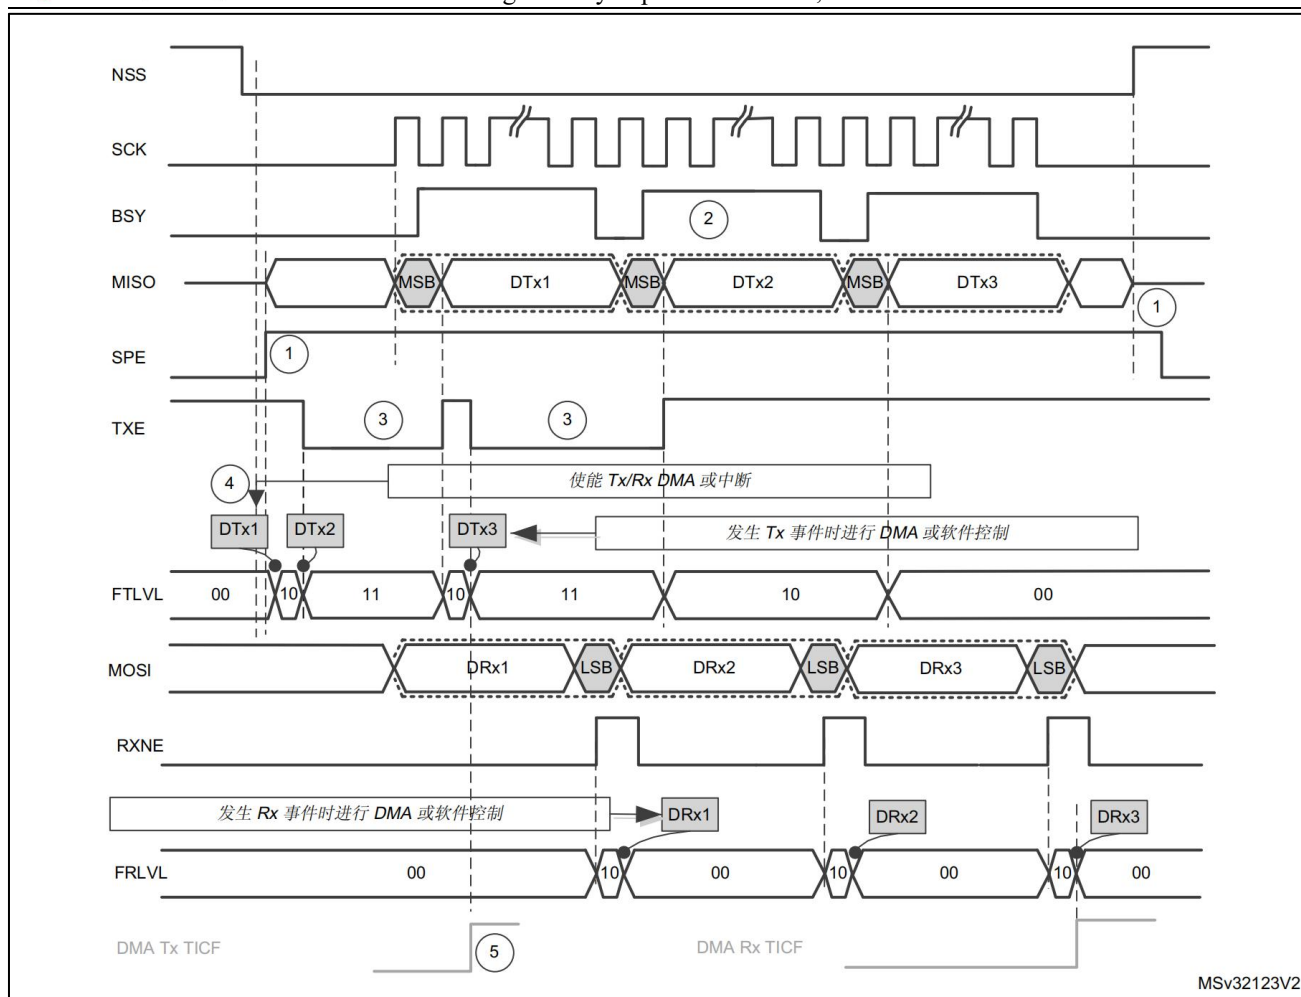 NSS
SCK
BSY
2
MISO
MSB DTx1 MSB DTx2 MSB DTx3
1
SPE
1
TXE
3 3
4
使能 Tx/Rx DMA 或中断
DTx1 DTx2 DTx3
发生 Tx 事件时进行 DMA 或软件控制
FTLVL
00 10 11 10 11 10 00
MOSI
DRx1 LSB DRx2 LSB DRx3 LSB
RXNE
发生 Rx 事件时进行 DMA 或软件控制
DRx1 DRx2 DRx3
FRLVL
00 10 00 10 00 10 00
DMA Tx TICF
5
DMA Rx TICF
MSv32123V2